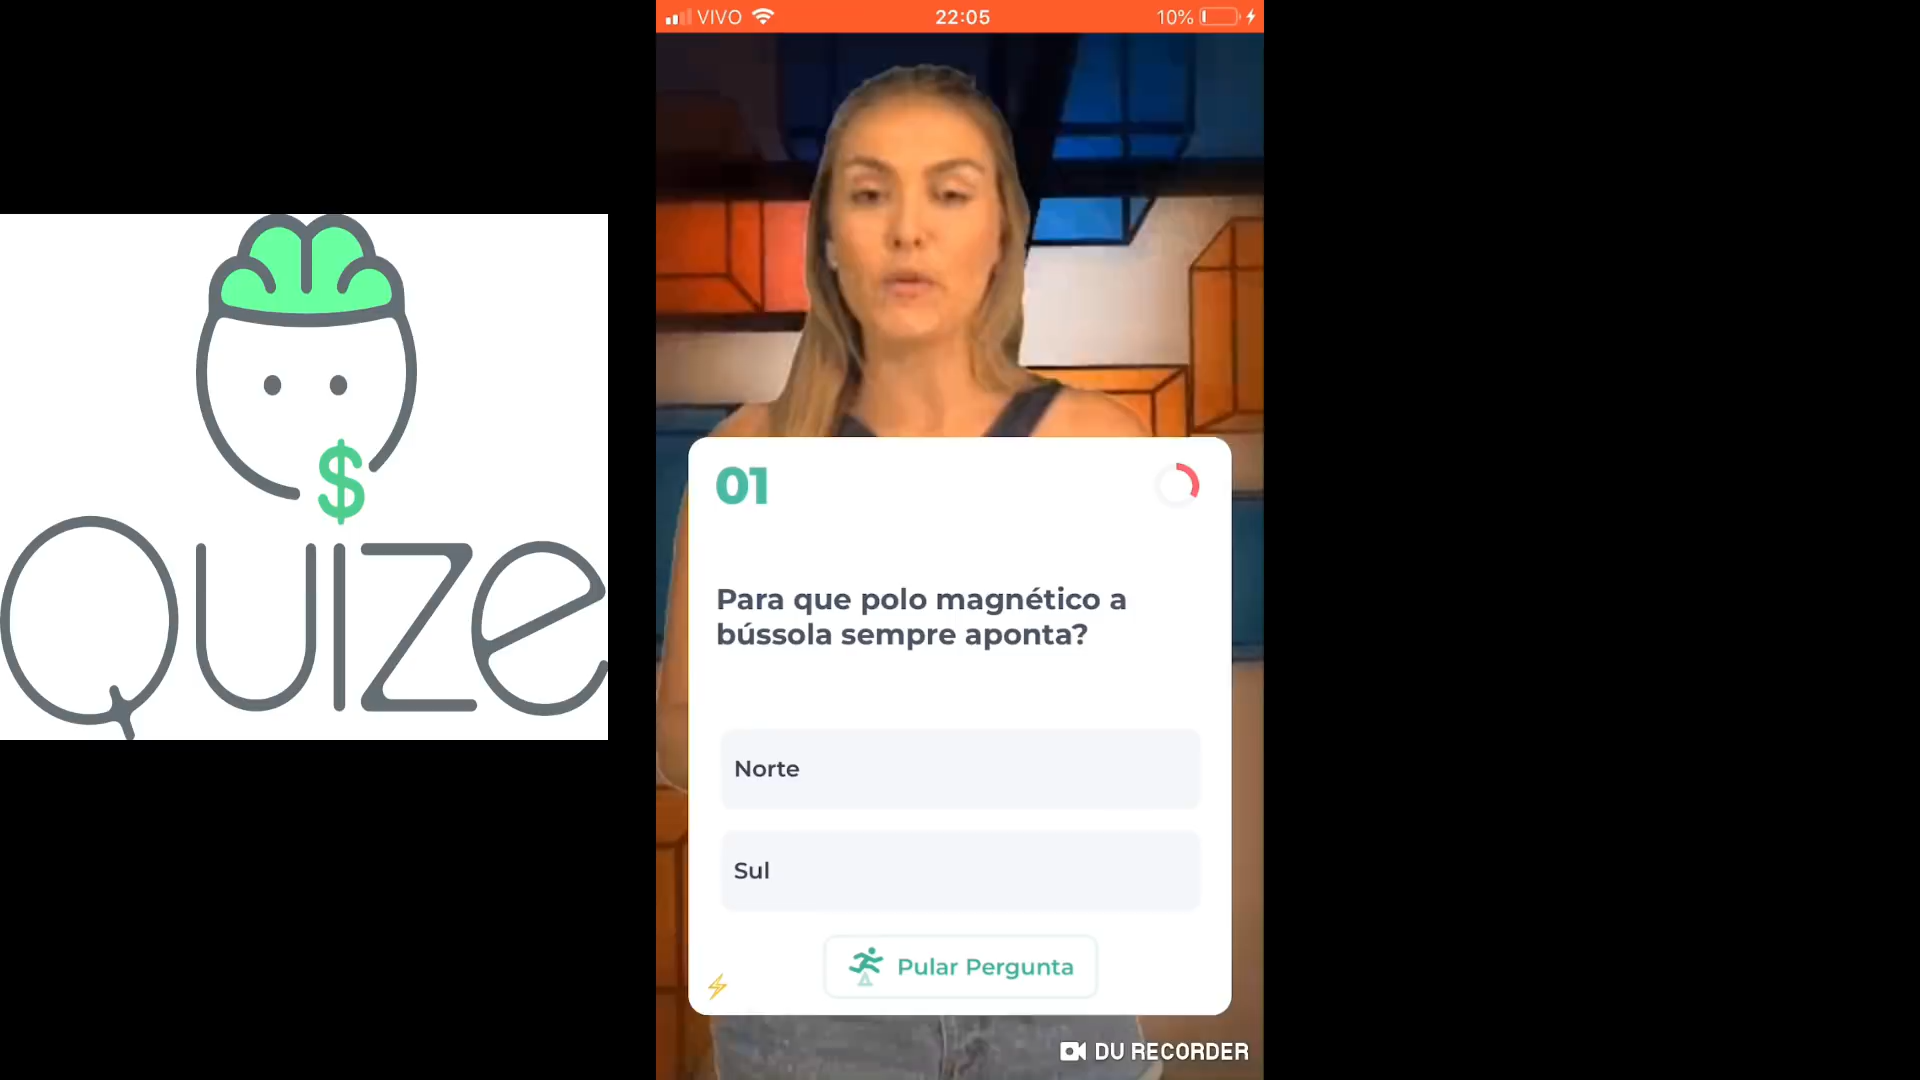 VIVO
22:05
10%
$
Quize
01
Para que polo magnético a
bússola sempre aponta?
Norte
Sul
Pular Pergunta
DU RECORDER